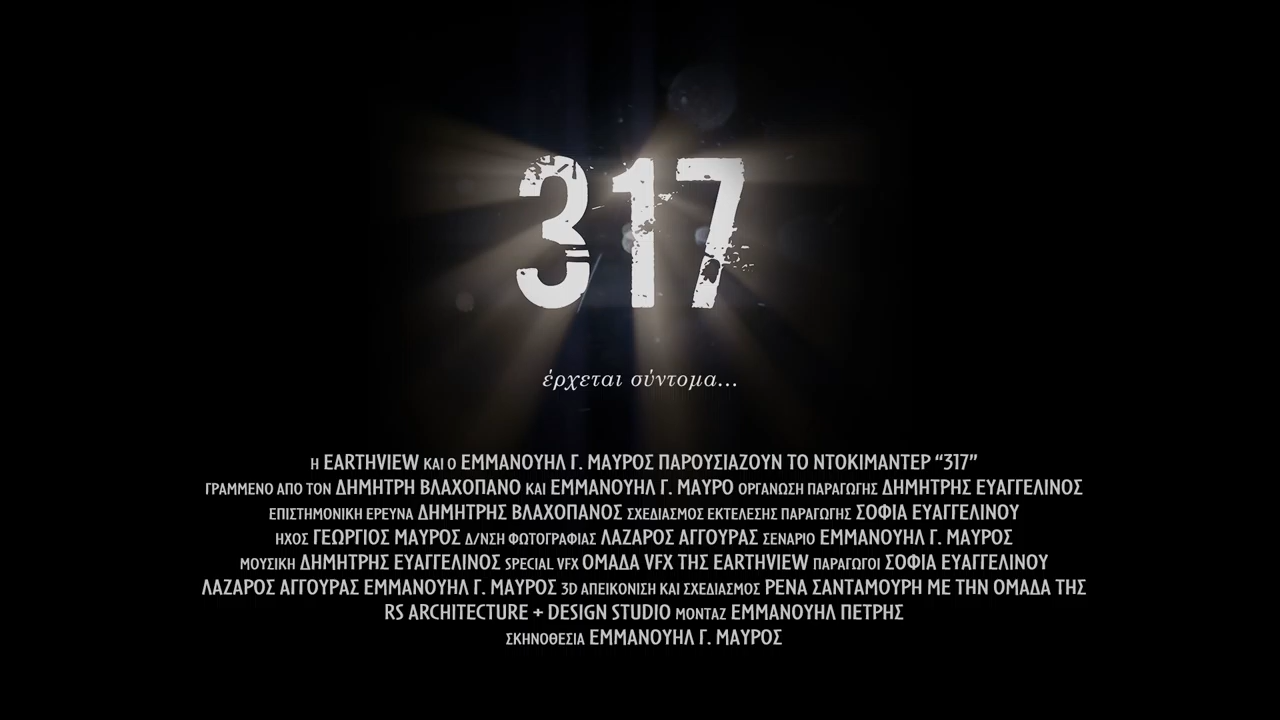 317
έρχεται σύντομα...
Η EARTHVIEW ΚΑΙ Ο ΕΜΜΑΝΟΥΗΛ Γ. ΜΑΥΡΟΣ ΠΑΡΟΥΣΙΑΖΟΥΝ ΤΟ ΝΤΟΚΙΜΑΝΤΕΡ “317”
ΓΡΑΜΜΕΝΟ ΑΠΟ ΤΟΝ ΔΗΜΗΤΡΗ ΒΛΑΧΟΠΑΝΟ ΚΑΙ ΕΜΜΑΝΟΥΗΛ Γ. ΜΑΥΡΟ ΟΡΓΑΝΩΣΗ ΠΑΡΑΓΩΓΗΣ ΔΗΜΗΤΡΗΣ ΕΥΑΓΓΕΛΙΝΟΣ
ΕΠΙΣΤΗΜΟΝΙΚΗ ΕΡΕΥΝΑ ΔΗΜΗΤΡΗΣ ΒΛΑΧΟΠΑΝΟΣ ΣΧΕΔΙΑΣΜΟΣ ΕΚΤΕΛΕΣΗΣ ΠΑΡΑΓΩΓΗΣ ΣΟΦΙΑ ΕΥΑΓΓΕΛΙΝΟΥ
ΗΧΟΣ ΓΕΩΡΓΙΟΣ ΜΑΥΡΟΣ Δ/ΝΣΗ ΦΩΤΟΓΡΑΦΙΑΣ ΛΑΖΑΡΟΣ ΑΓΓΟΥΡΑΣ ΣΕΝΑΡΙΟ ΕΜΜΑΝΟΥΗΛ Γ. ΜΑΥΡΟΣ
ΜΟΥΣΙΚΗ ΔΗΜΗΤΡΗΣ ΕΥΑΓΓΕΛΙΝΟΣ SPECIAL VFX ΟΜΑΔΑ VFX ΤΗΣ EARTHVIEW ΠΑΡΑΓΩΓΟΙ ΣΟΦΙΑ ΕΥΑΓΓΕΛΙΝΟΥ
ΛΑΖΑΡΟΣ ΑΓΓΟΥΡΑΣ ΕΜΜΑΝΟΥΗΛ Γ. ΜΑΥΡΟΣ 3D ΑΠΕΙΚΟΝΙΣΗ ΚΑΙ ΣΧΕΔΙΑΣΜΟΣ ΡΕΝΑ ΣΑΝΤΑΜΟΥΡΗ ΜΕ ΤΗΝ ΟΜΑΔΑ ΤΗΣ
RS ARCHITECTURE + DESIGN STUDIO ΜΟΝΤΑΖ ΕΜΜΑΝΟΥΗΛ ΠΕΤΡΗΣ
ΣΚΗΝΟΘΕΣΙΑ ΕΜΜΑΝΟΥΗΛ Γ. ΜΑΥΡΟΣ